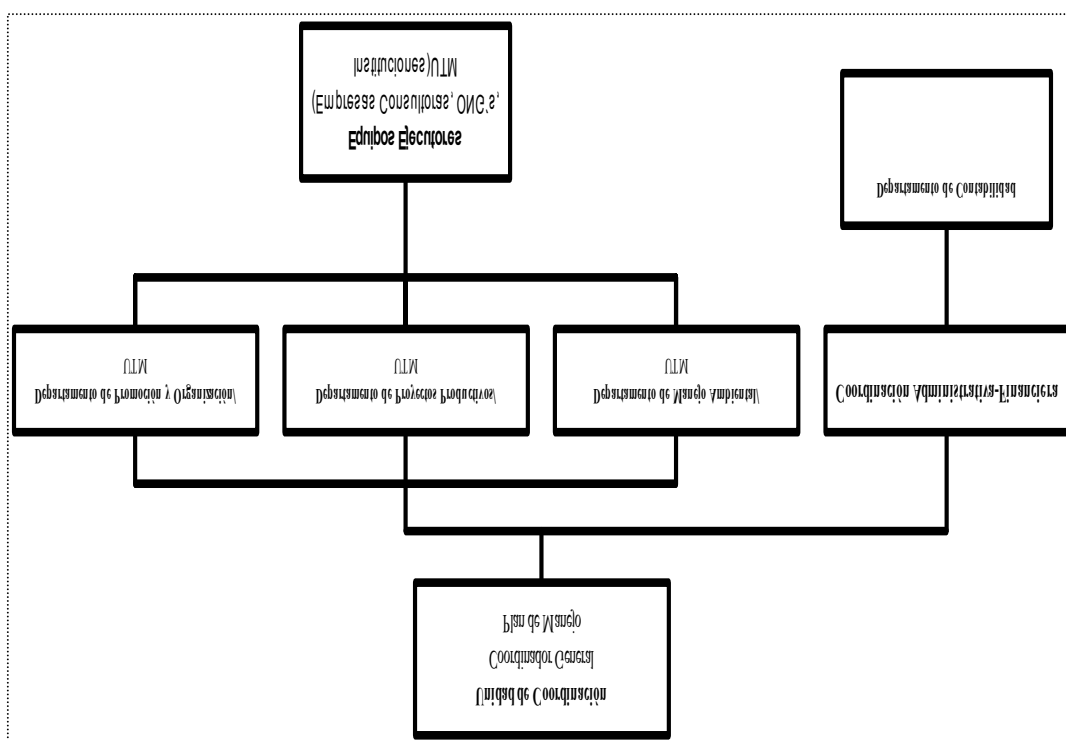 Unidad de Coordinación
Coordinador General
Plan de Manejo
Departamento de Promoción y Organización/
UTM
Departamento de Proyectos Productivos/
UTM
Departamento de Manejo Ambiental/
UTM
Coordinación Administrativa-Financiera
Equipos Ejecutores
(Empresas Consultoras, ONG´s,
Instituciones)UTM
Departamento de Contabilidad